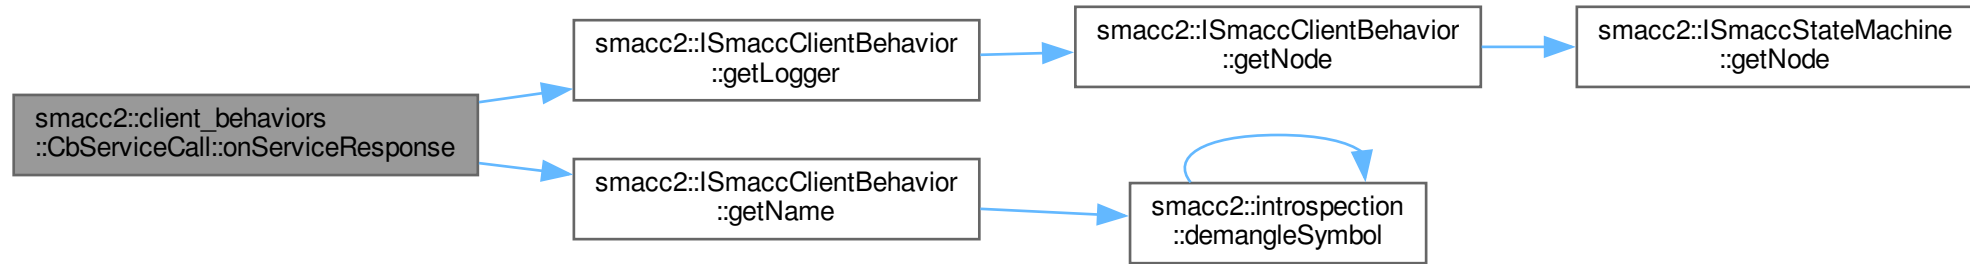 smacc2::client_behaviors
::CbServiceCall::onServiceResponse
smacc2::ISmaccClientBehavior
::getLogger
smacc2::ISmaccClientBehavior
::getNode
smacc2::ISmaccStateMachine
::getNode
smacc2::ISmaccClientBehavior
::getName
smacc2::introspection
::demangleSymbol